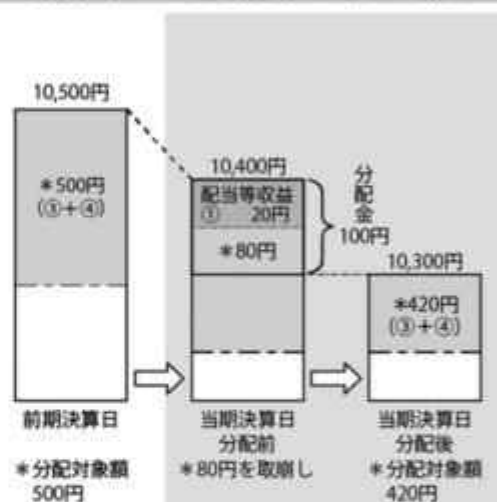 10,500円
＊500円
(③＋④)
10,400円
配当等収益
① 20円
＊80円
分配金
100円
10,300円
＊420円
(③＋④)
前期決算日
＊分配対象額
500円
当期決算日
分配前
＊80円を取崩し
当期決算日
分配後
＊分配対象額
420円